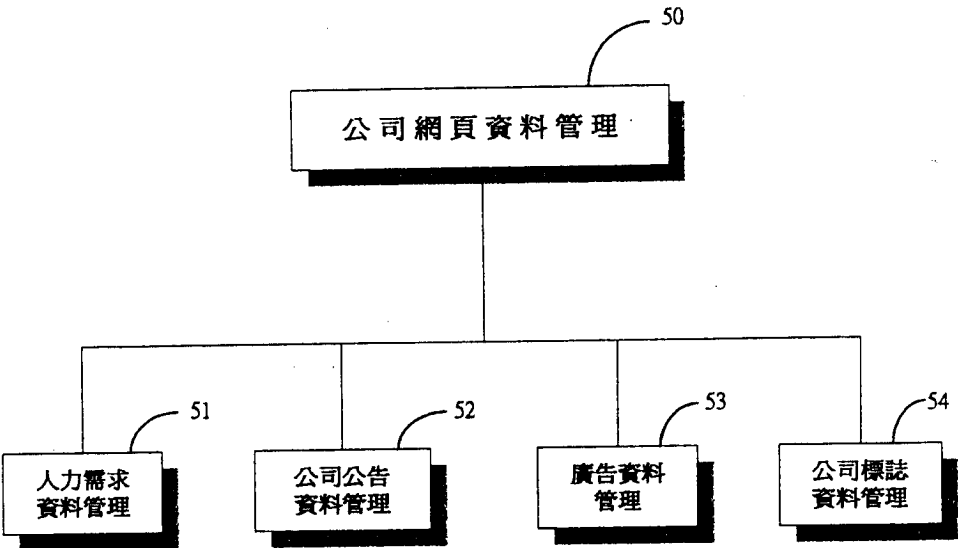 50
公司網頁資料管理
51
52
53
54
人力需求
資料管理
公司公告
資料管理
廣告資料
管理
公司標誌
資料管理